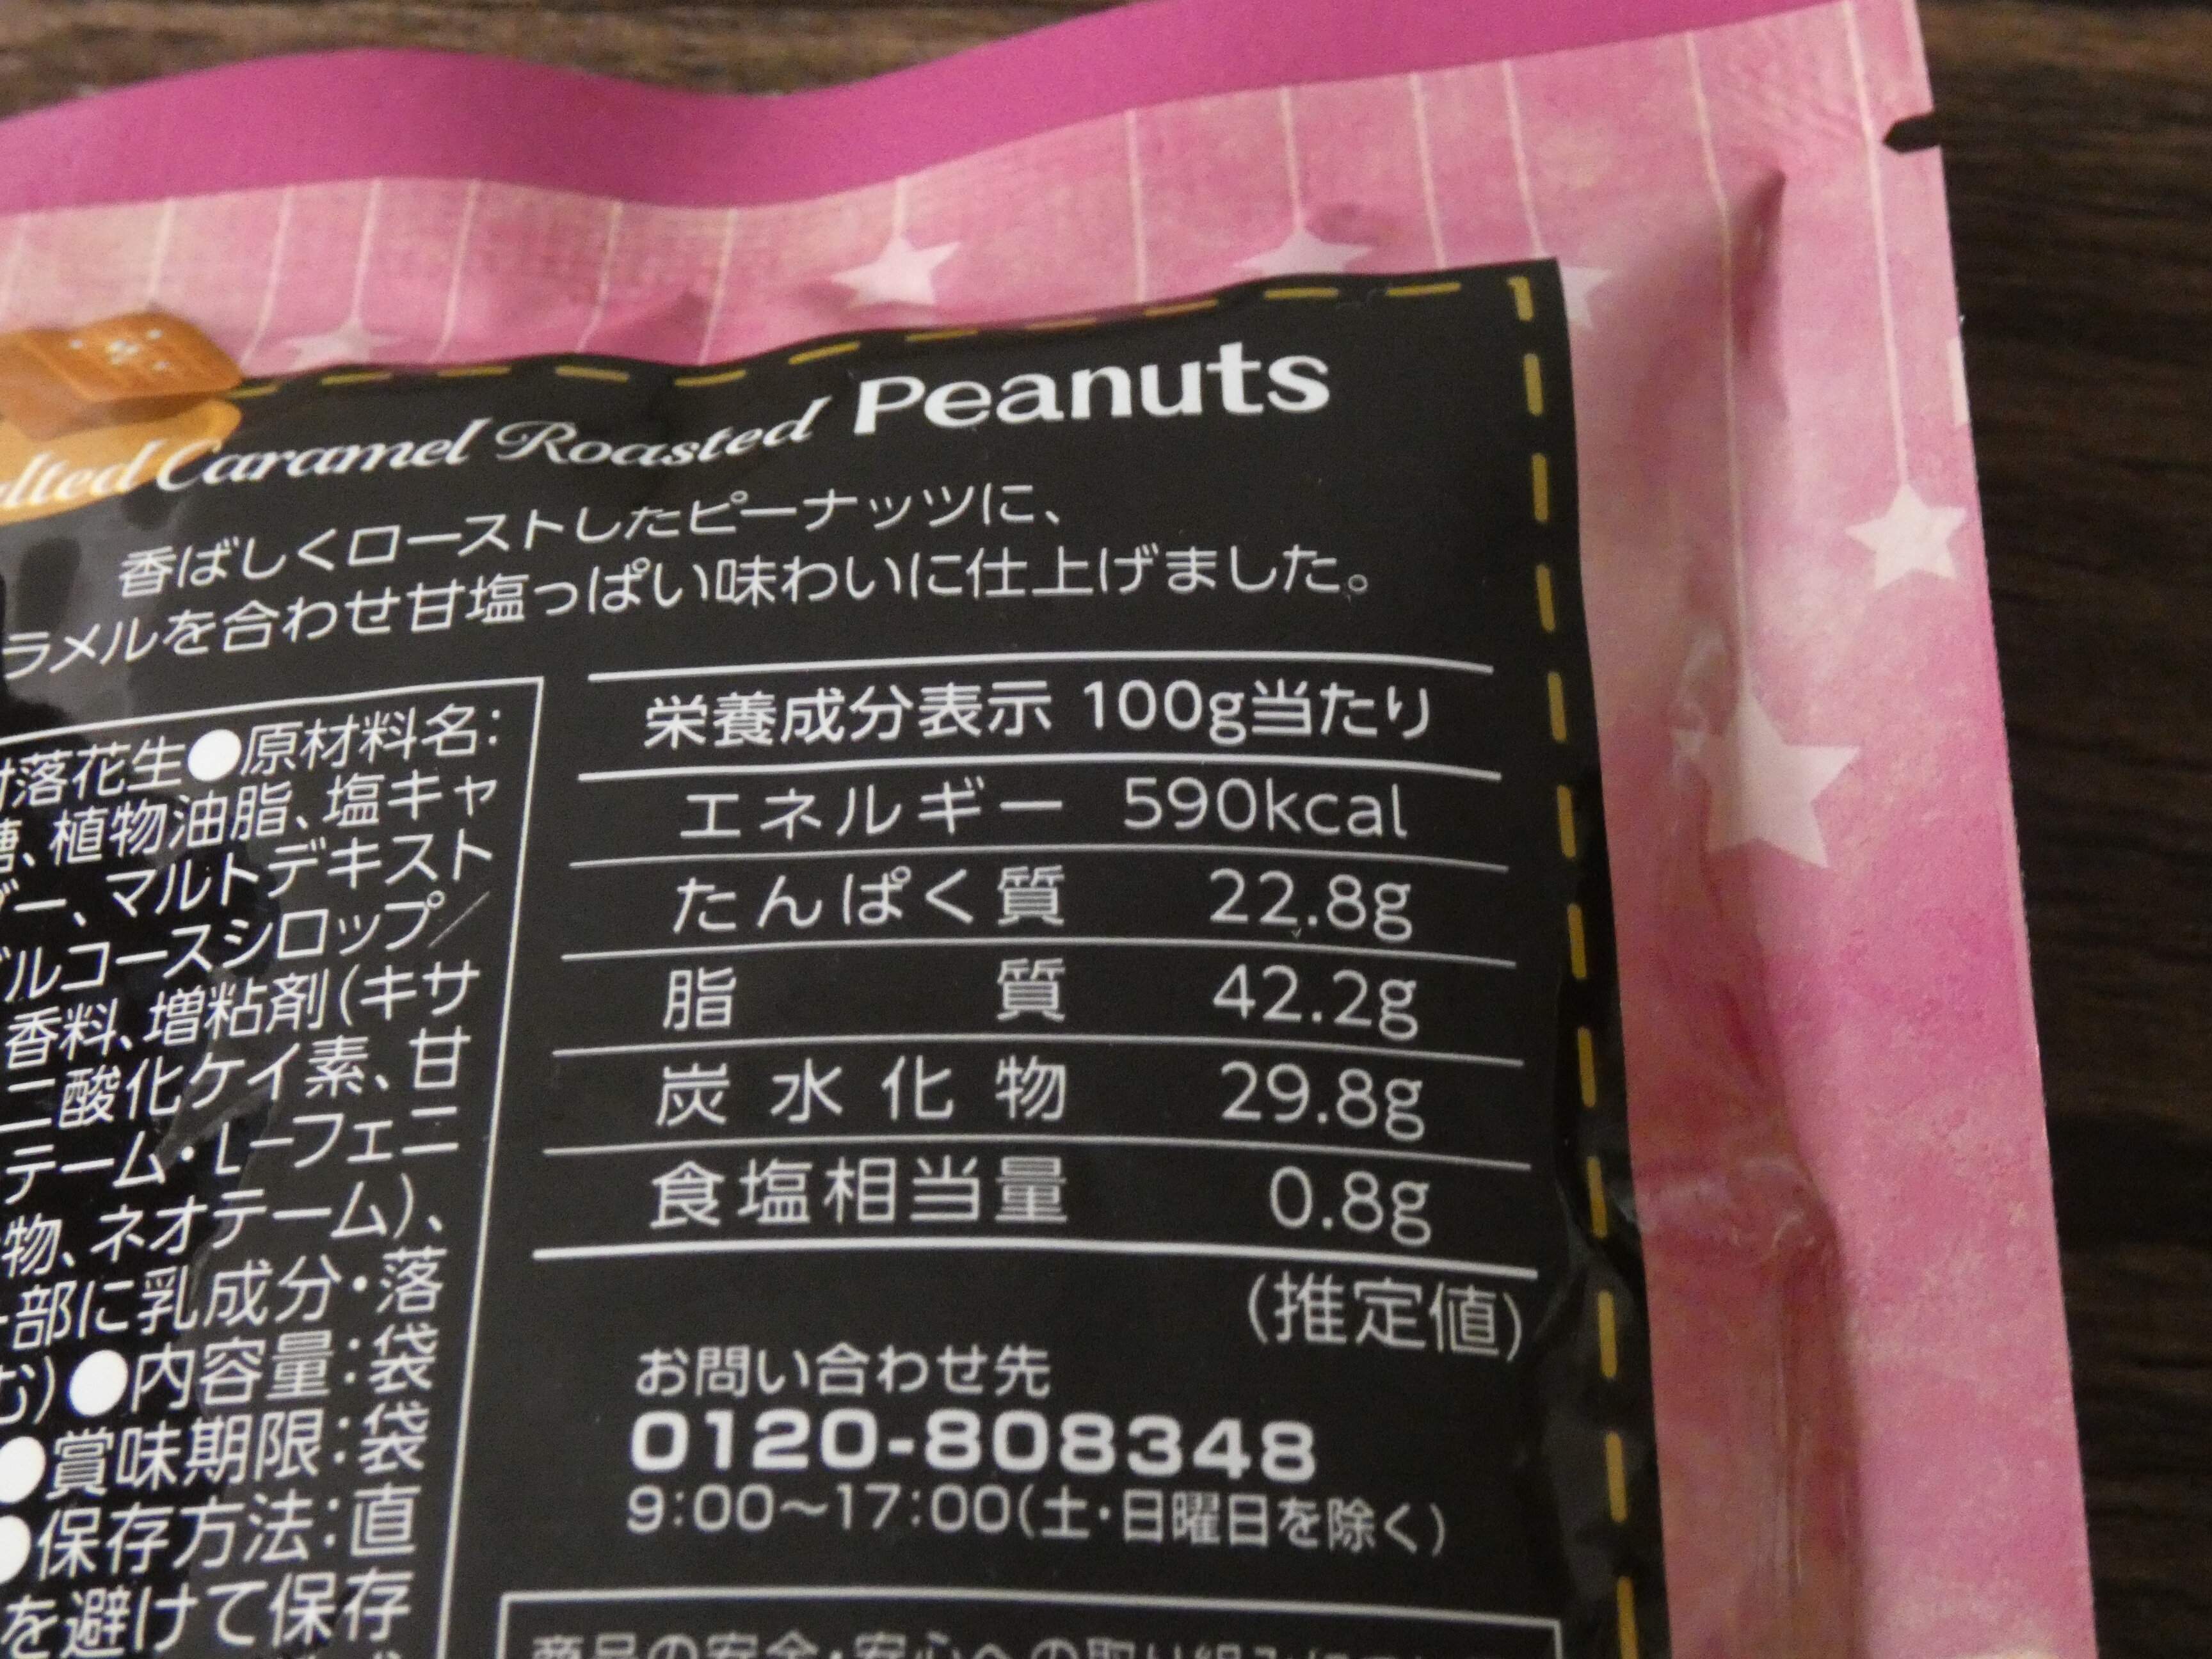 Caramel Roasted Peanuts
香ばしくローストしたピーナッツに、
ラメルを合わせ甘塩っぱい味わいに仕上げました。
落花生●原材料名:
、植物油脂、塩キャ
ー、マルトデキスト
ルコースシロップ/
香料、増粘剤(キサ
二酸化ケイ素、甘
テーム・L-フェニ
物、ネオテーム)、
一部に乳成分・落
む)●内容量:袋
●賞味期限:袋
●保存方法:直
を避けて保存
栄養成分表示 100g当たり
エネルギー 590kcal
たんぱく質 22.8g
脂質 42.2g
炭水化物 29.8g
食塩相当量 0.8g
(推定値)
お問い合わせ先
0120-808348
9:00〜17:00(土・日曜日を除く)